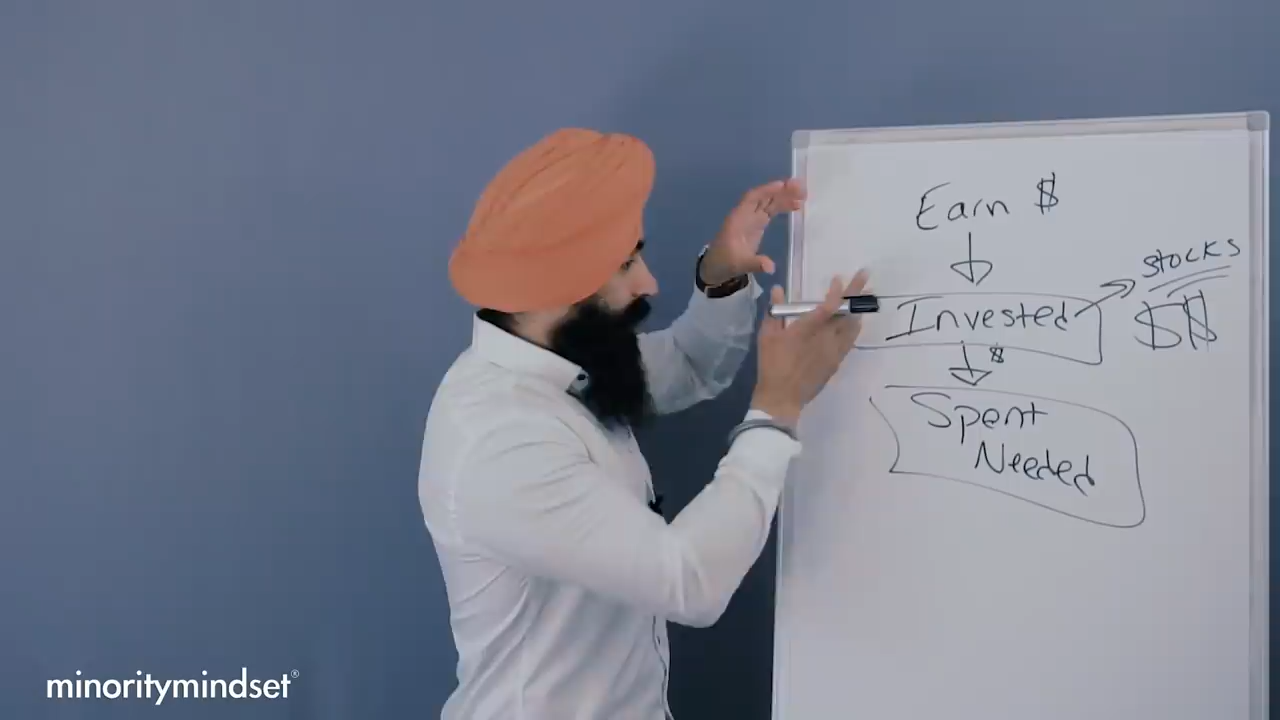 Earn $
stocks
Invested
$$
$
Spent
Needed
minoritymindset®